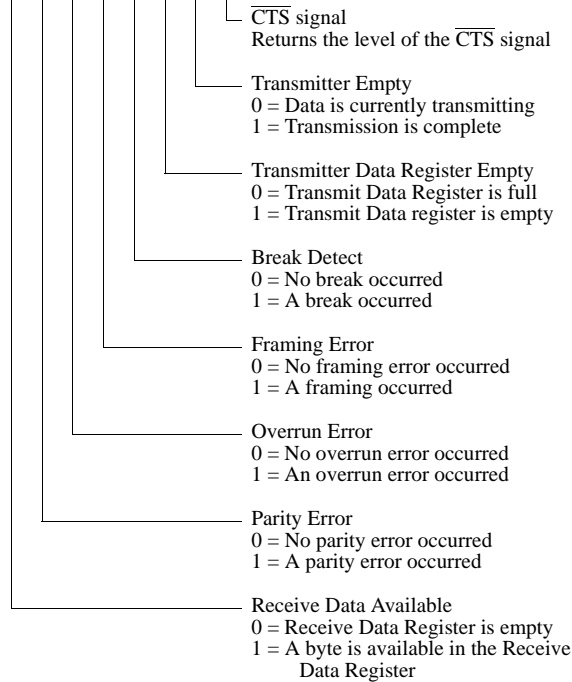 CTS signal
Returns the level of the CTS signal
Transmitter Empty
0 = Data is currently transmitting
1 = Transmission is complete
Transmitter Data Register Empty
0 = Transmit Data Register is full
1 = Transmit Data register is empty
Break Detect
0 = No break occurred
1 = A break occurred
Framing Error
0 = No framing error occurred
1 = A framing occurred
Overrun Error
0 = No overrun error occurred
1 = An overrun error occurred
Parity Error
0 = No parity error occurred
1 = A parity error occurred
Receive Data Available
0 = Receive Data Register is empty
1 = A byte is available in the Receive
Data Register